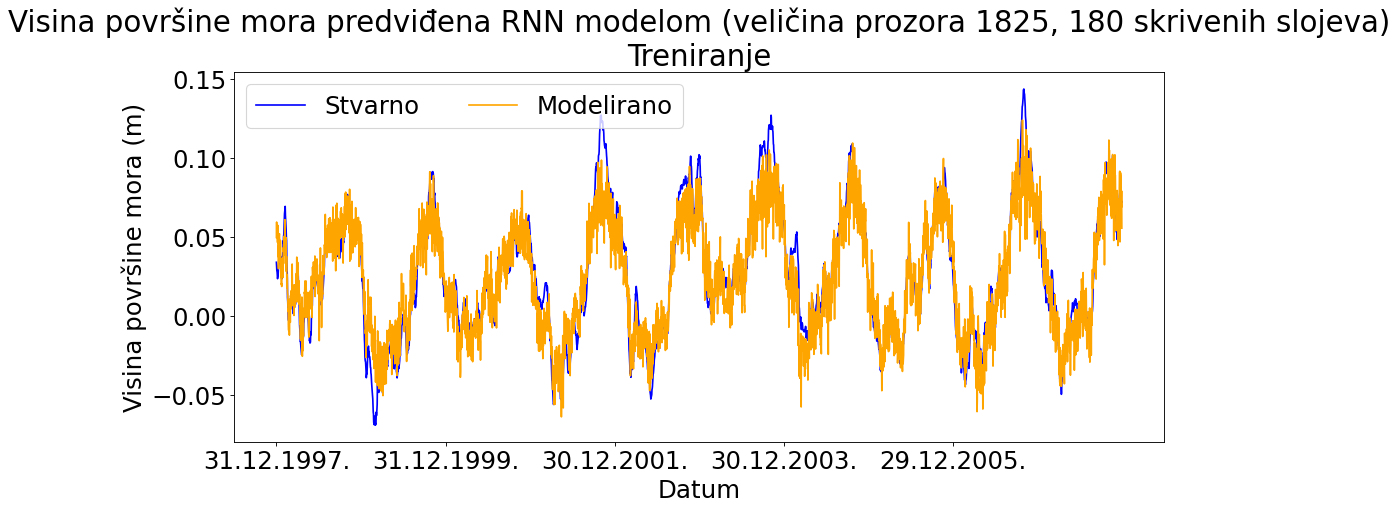 Visina površine mora predviđena RNN modelom (veličina prozora 1825, 180 skrivenih slojeva)
Treniranje
Stvarno Modelirano
Visina površine mora (m)
0.15
0.10
0.05
0.00
−0.05
31.12.1997. 31.12.1999. 30.12.2001. 30.12.2003. 29.12.2005.
Datum